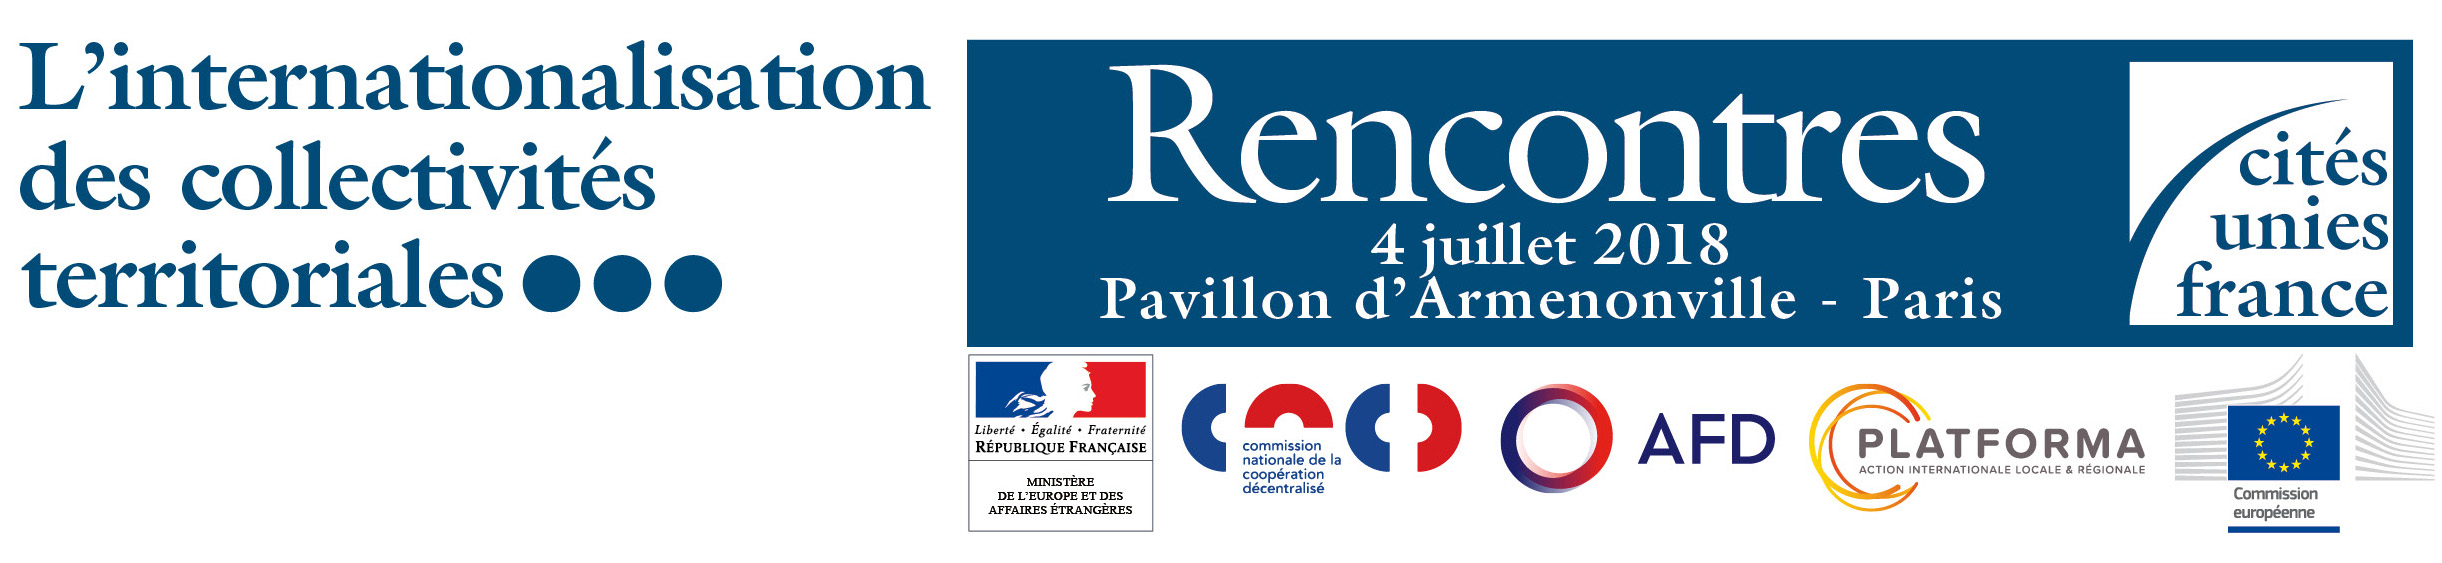 L’internationalisation
des collectivités
territoriales
Rencontres
4 juillet 2018
Pavillon d’Armenonville - Paris
cités
unies
france
Liberté • Égalité • Fraternité
RÉPUBLIQUE FRANÇAISE
MINISTÈRE
DE L’EUROPE ET DES
AFFAIRES ÉTRANGÈRES
commission
nationale de la
coopération
décentralisé
AFD
PLATFORMA
ACTION INTERNATIONALE LOCALE & RÉGIONALE
Commission
européenne